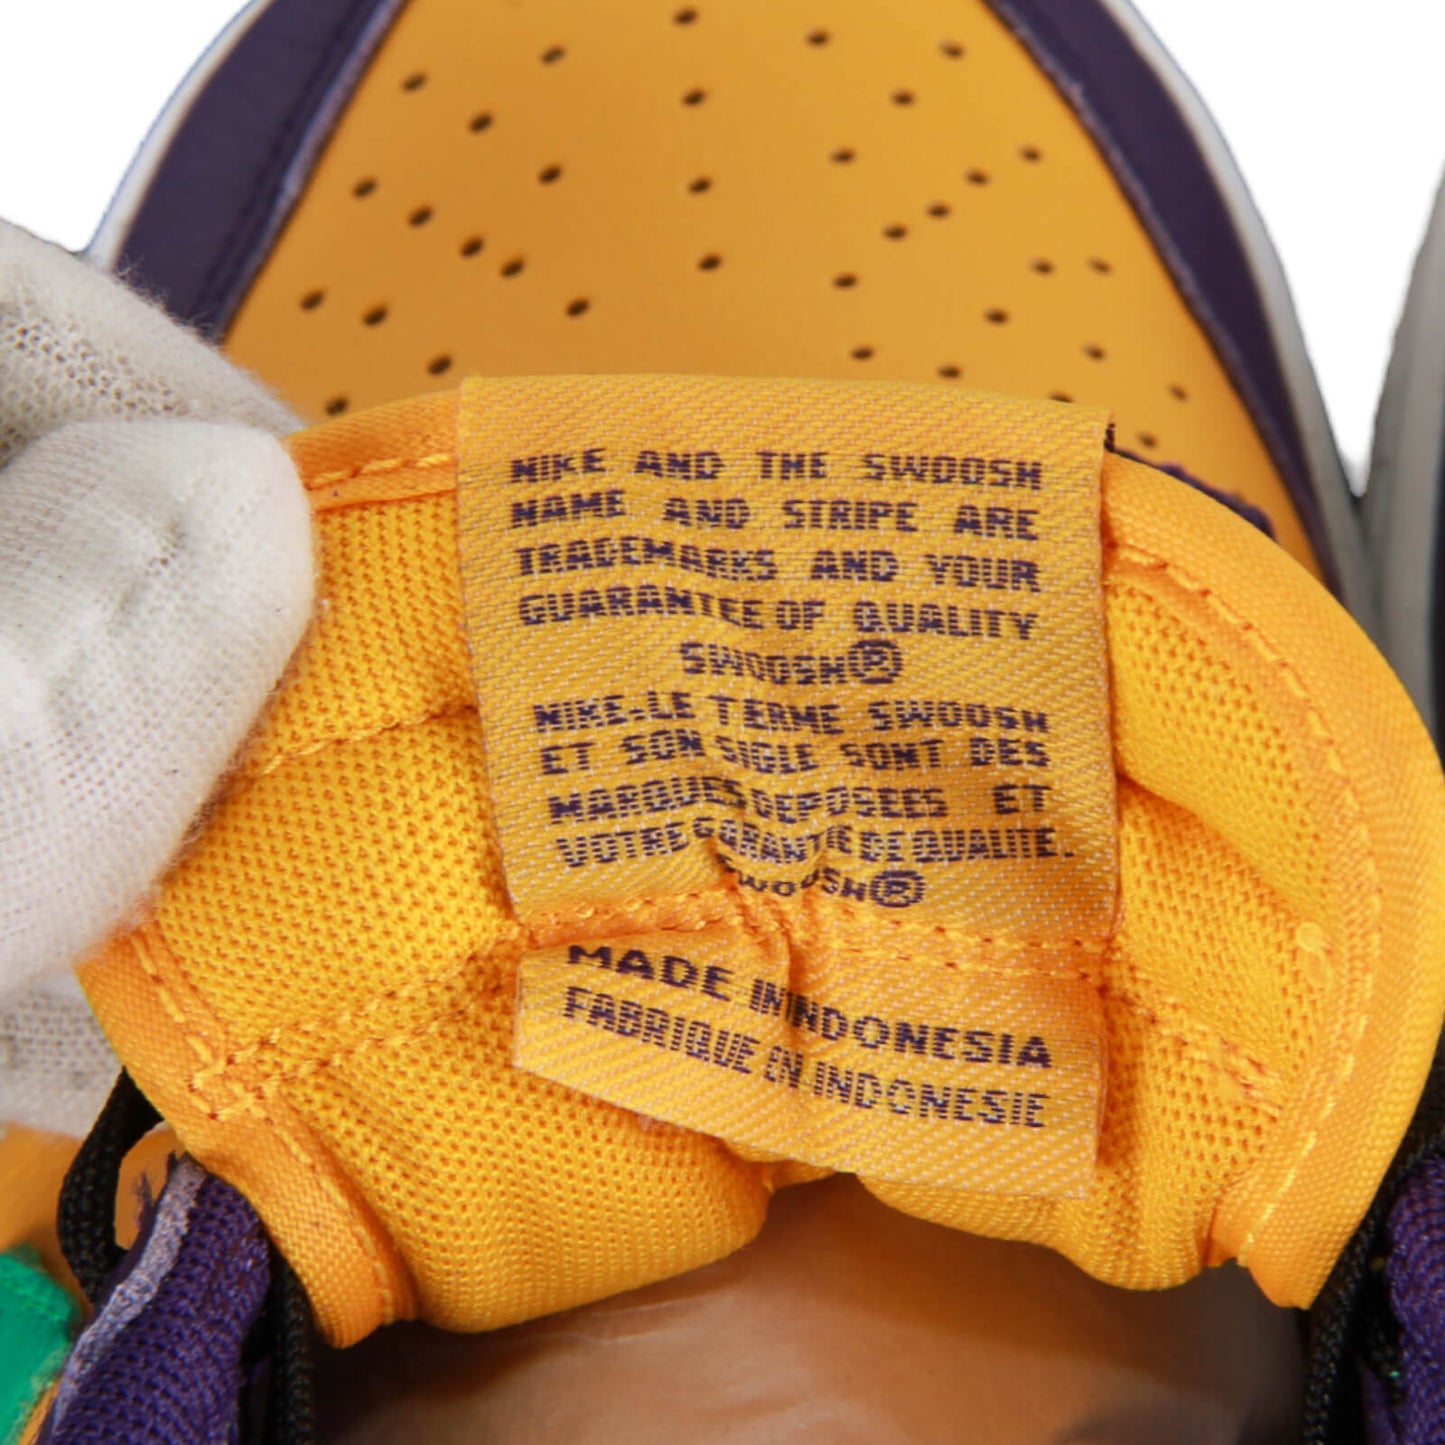 NIKE AND THE SWOOSH
NAME AND STRIPE ARE
TRADEMARKS AND YOUR
GUARANTEE OF QUALITY
SWOOSH®
NIKE.LE TERME SWOOSH
ET SON SIGLE SONT DES
MARQUES DEPOSEES ET
VOTRE GARANTIE DE QUALITE.
SWOOSH®
MADE IN INDONESIA
FABRIQUE EN INDONESIE